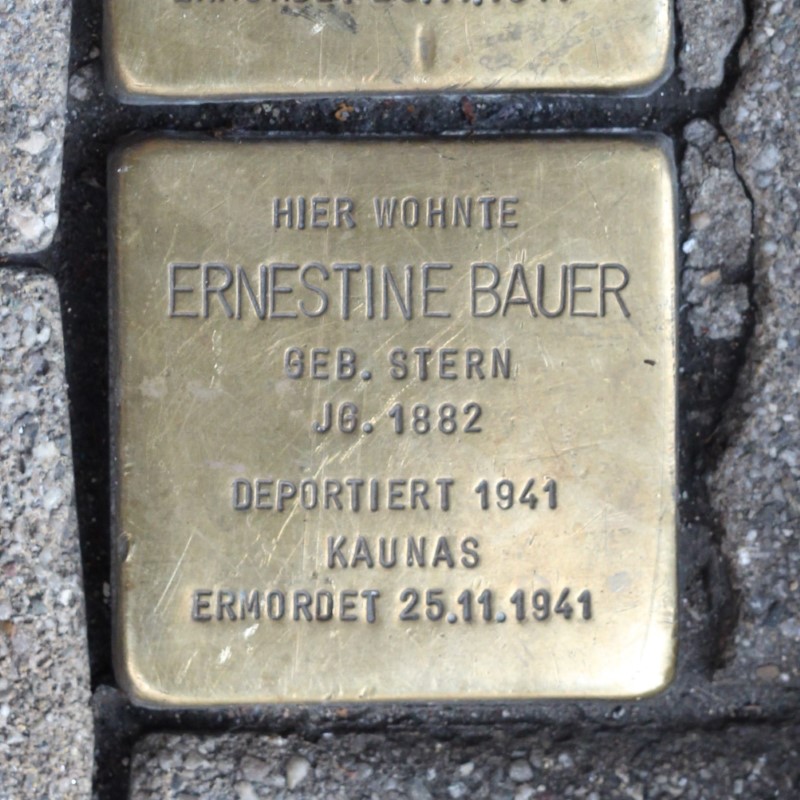 HIER WOHNTE
ERNESTINE BAUER
GEB. STERN
JG. 1882
DEPORTIERT 1941
KAUNAS
ERMORDET 25.11.1941